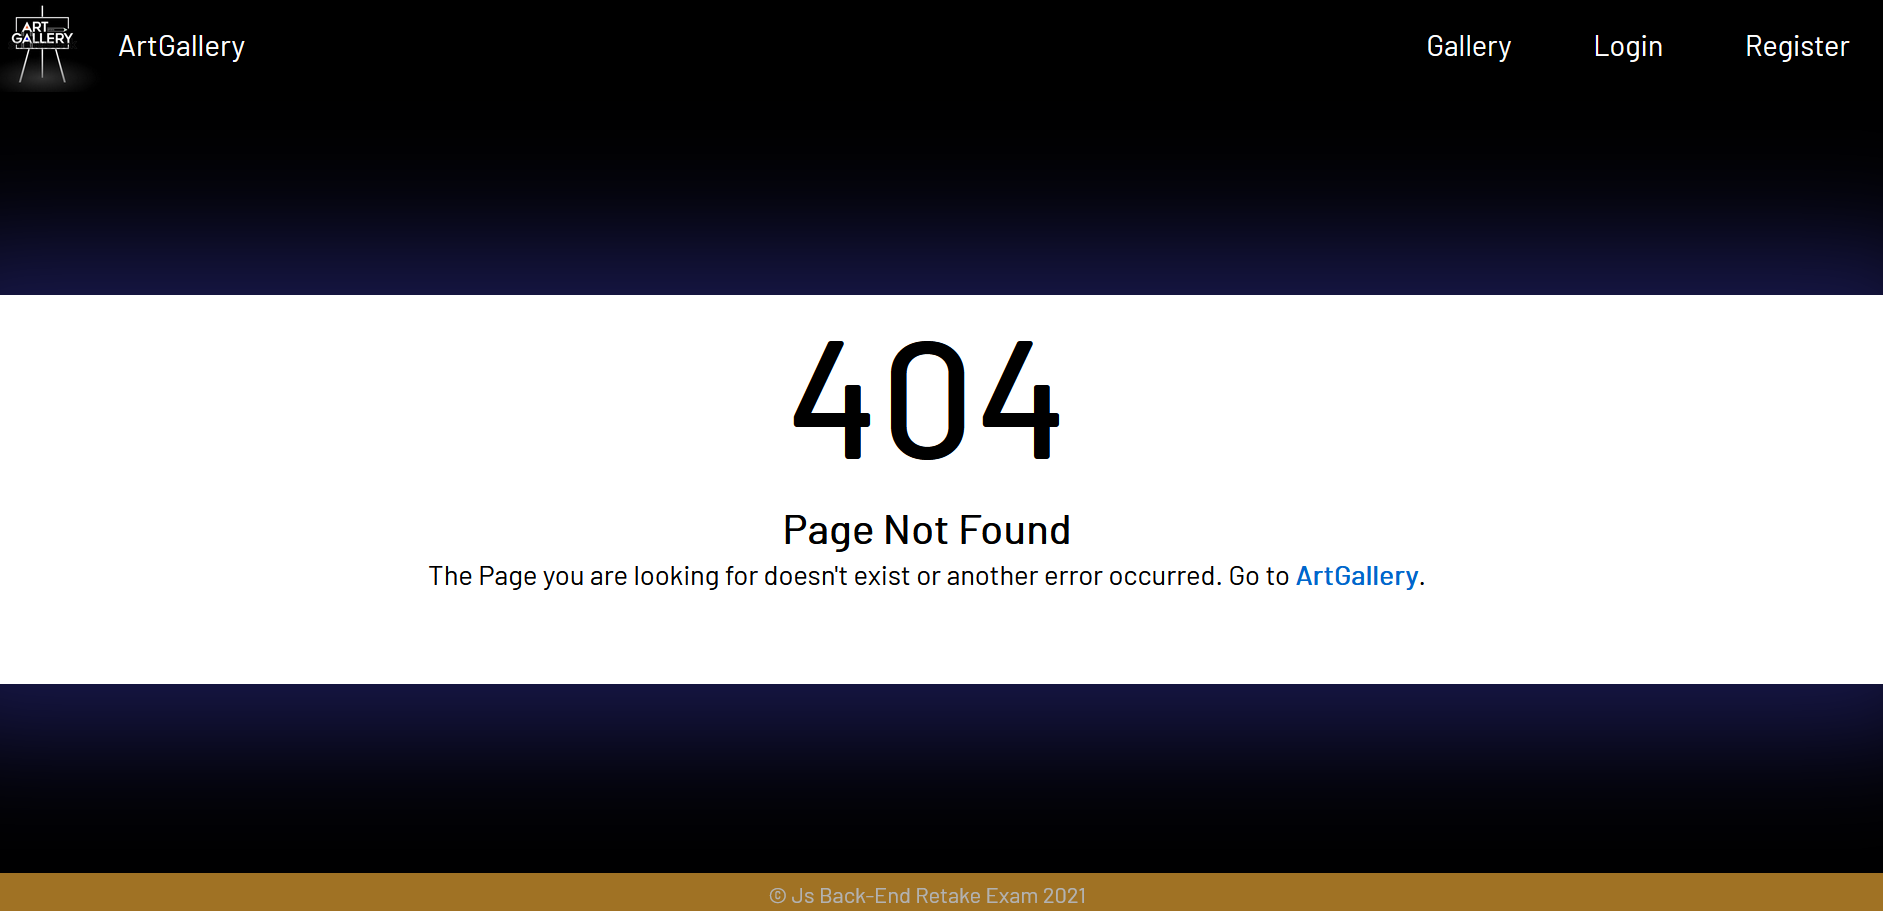 ART
GALLERY
ArtGallery
Gallery
Login
Register
404
Page Not Found
The Page you are looking for doesn't exist or another error occurred. Go to ArtGallery.
© Js Back-End Retake Exam 2021